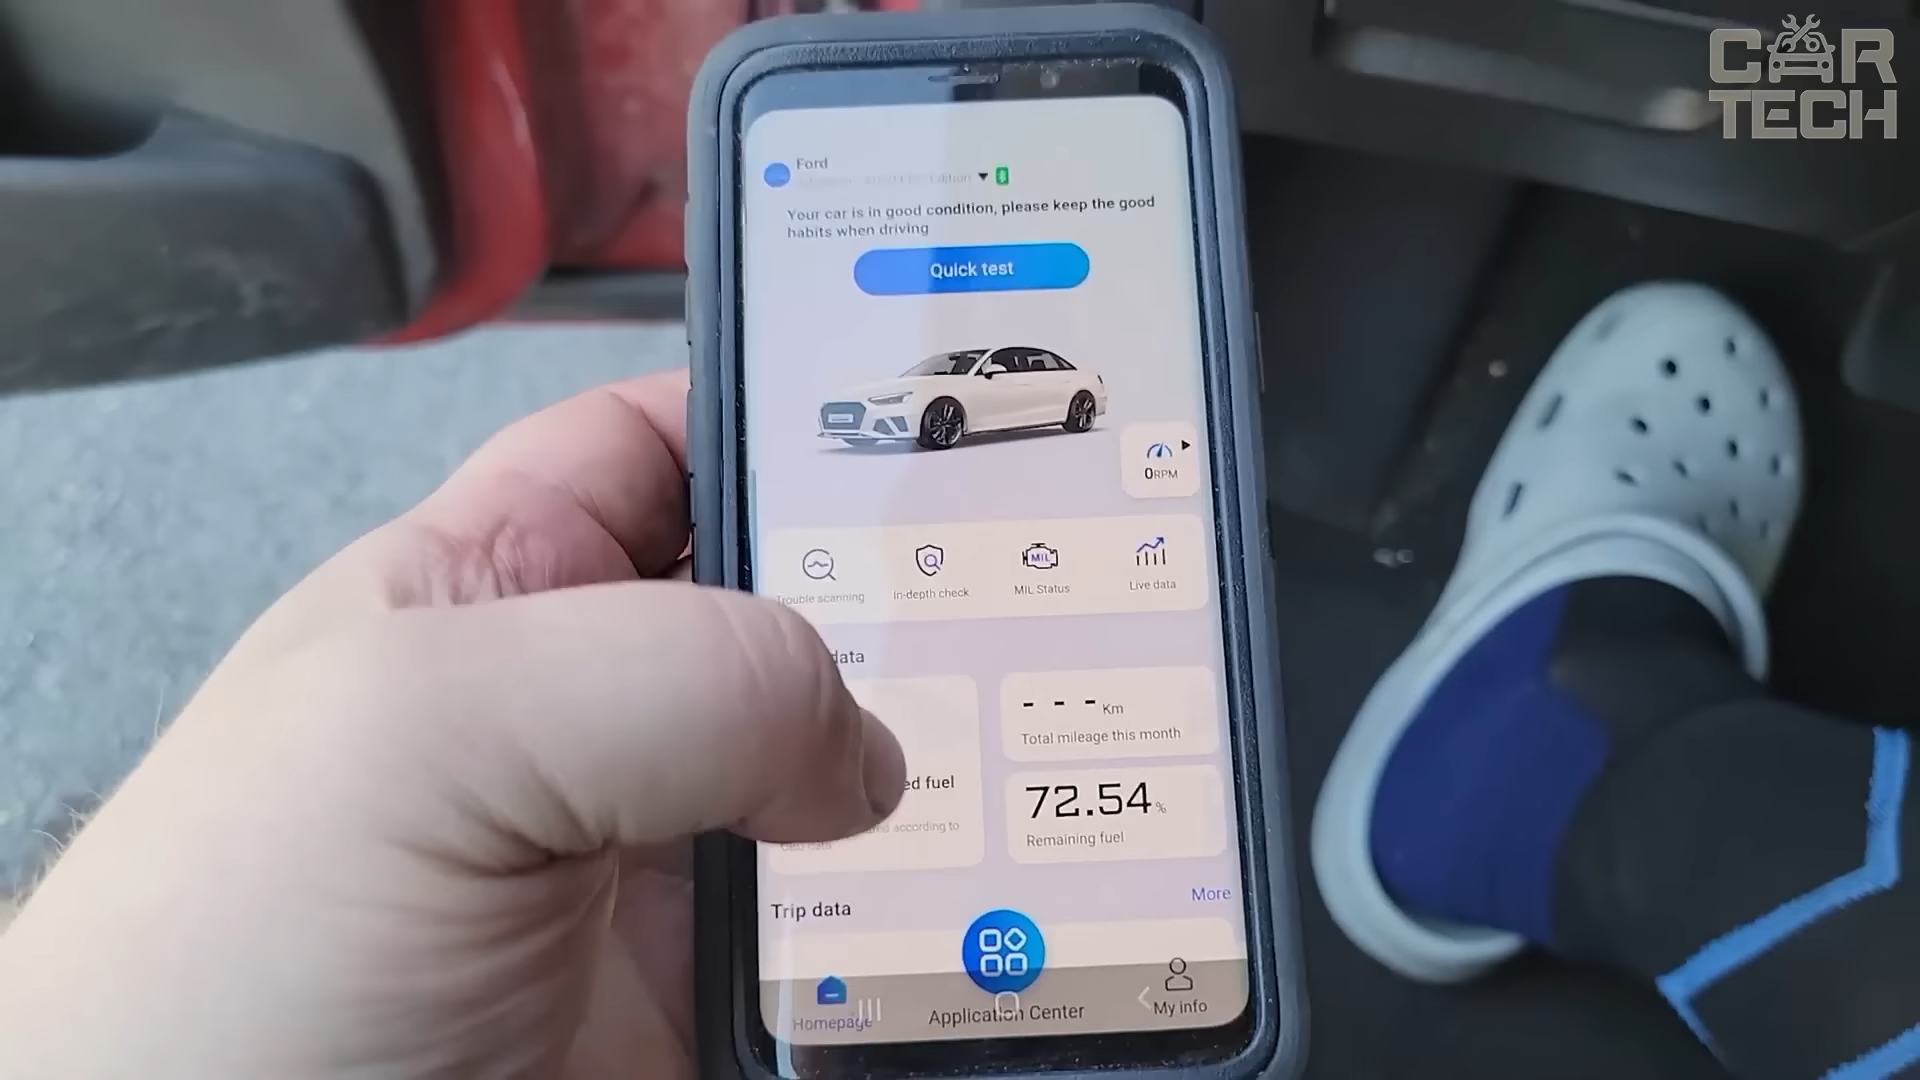 CAR
TECH
Ford
Edition
Your car is in good condition, please keep the good
habits when driving
Quick test
0RPM
Trouble scanning
In-depth check
MIL
MIL Status
Live data
data
- - - Km
Total mileage this month
ed fuel
according to
72.54 %
Remaining fuel
Trip data
More
Homepage
Application Center
My info